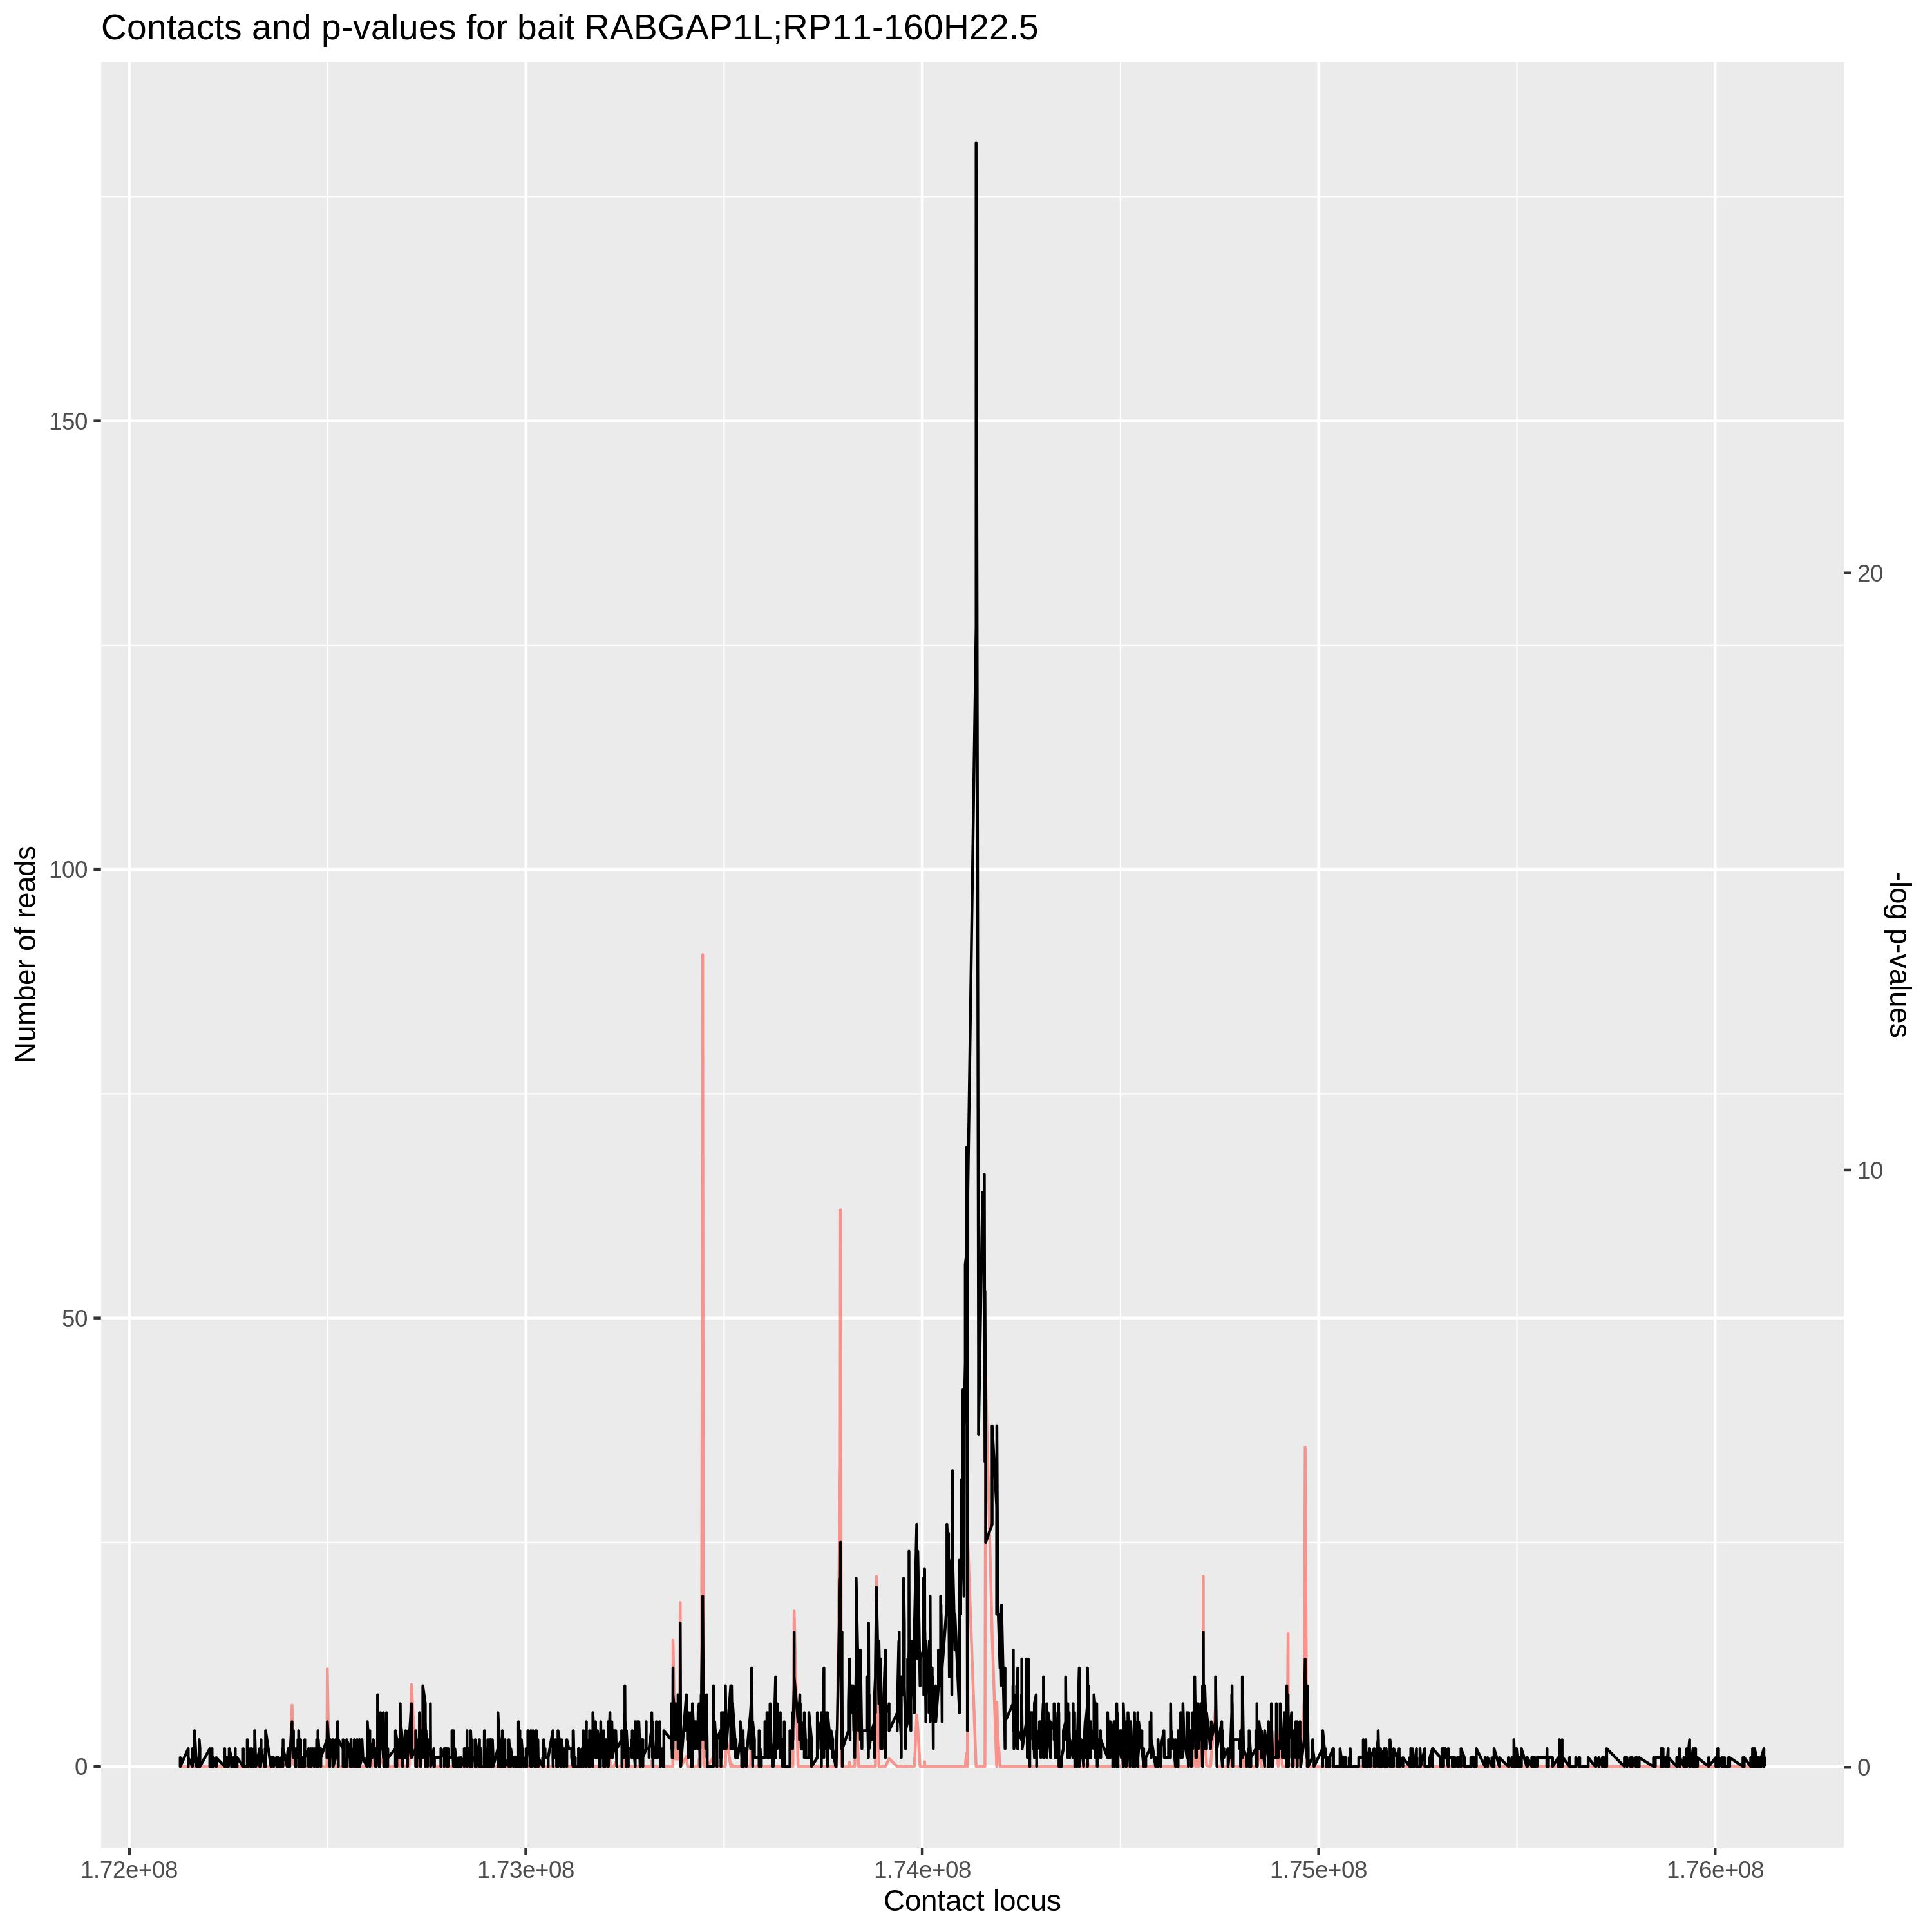 Contacts and p-values for bait RABGAP1L;RP11-160H22.5
150
100
50
0
Number of reads
20
10
0
-log p-values
1.72e+08
1.73e+08
1.74e+08
1.75e+08
1.76e+08
Contact locus